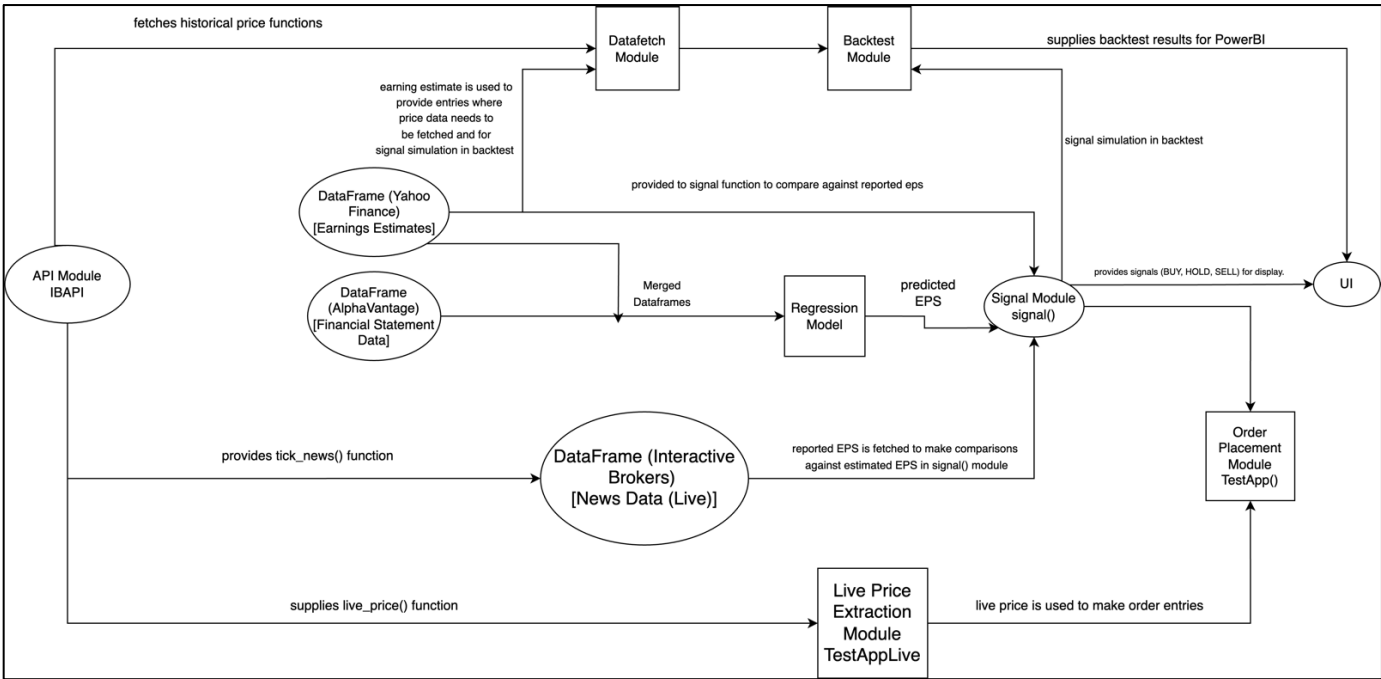 fetches historical price functions
Datafetch
Module
Backtest
Module
supplies backtest results for PowerBI
earning estimate is used to
provide entries where
price data needs to
be fetched and for
signal simulation in backtest
signal simulation in backtest
DataFrame (Yahoo
Finance)
[Earnings Estimates]
provided to signal function to compare against reported eps
API Module
IBAPI
DataFrame
(AlphaVantage)
[Financial Statement
Data]
Merged
Dataframes
Regression
Model
predicted
EPS
Signal Module
signal()
provides signals (BUY, HOLD, SELL) for display.
UI
provides tick_news() function
DataFrame (Interactive
Brokers)
[News Data (Live)]
reported EPS is fetched to make comparisons
against estimated EPS in signal() module
Order
Placement
Module
TestApp()
supplies live_price() function
Live Price
Extraction
Module
TestAppLive
live price is used to make order entries